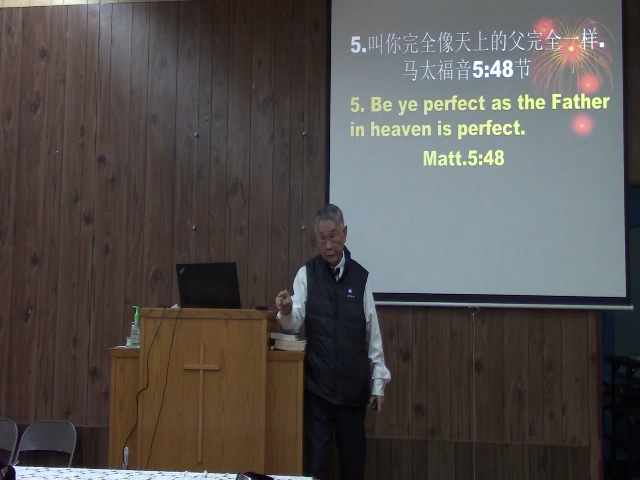 5.叫你完全像天上的父完全一样.
马太福音5:48节
5. Be ye perfect as the Father
in heaven is perfect.
Matt.5:48